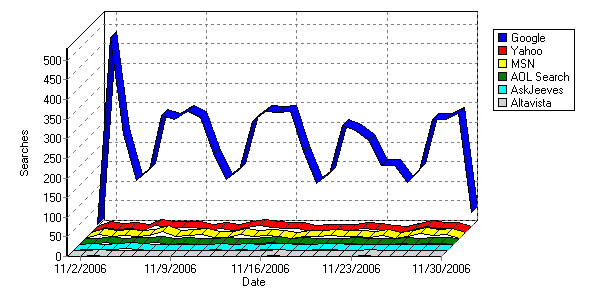 Google
Yahoo
MSN
AOL Search
AskJeeves
Altavista
500
450
400
350
300
250
200
150
100
50
0
Searches
11/2/2006 11/9/2006 11/16/2006 11/23/2006 11/30/2006
Date